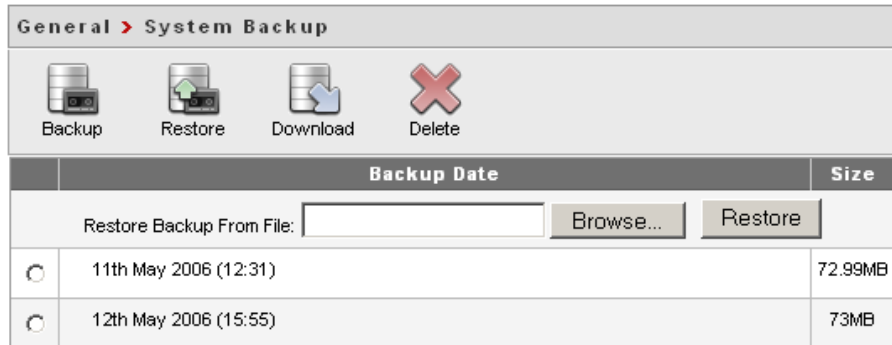 General > System Backup
Backup Restore Download Delete
Backup Date Size
Restore Backup From File: Browse... Restore
11th May 2006 (12:31) 72.99MB
12th May 2006 (15:55) 73MB